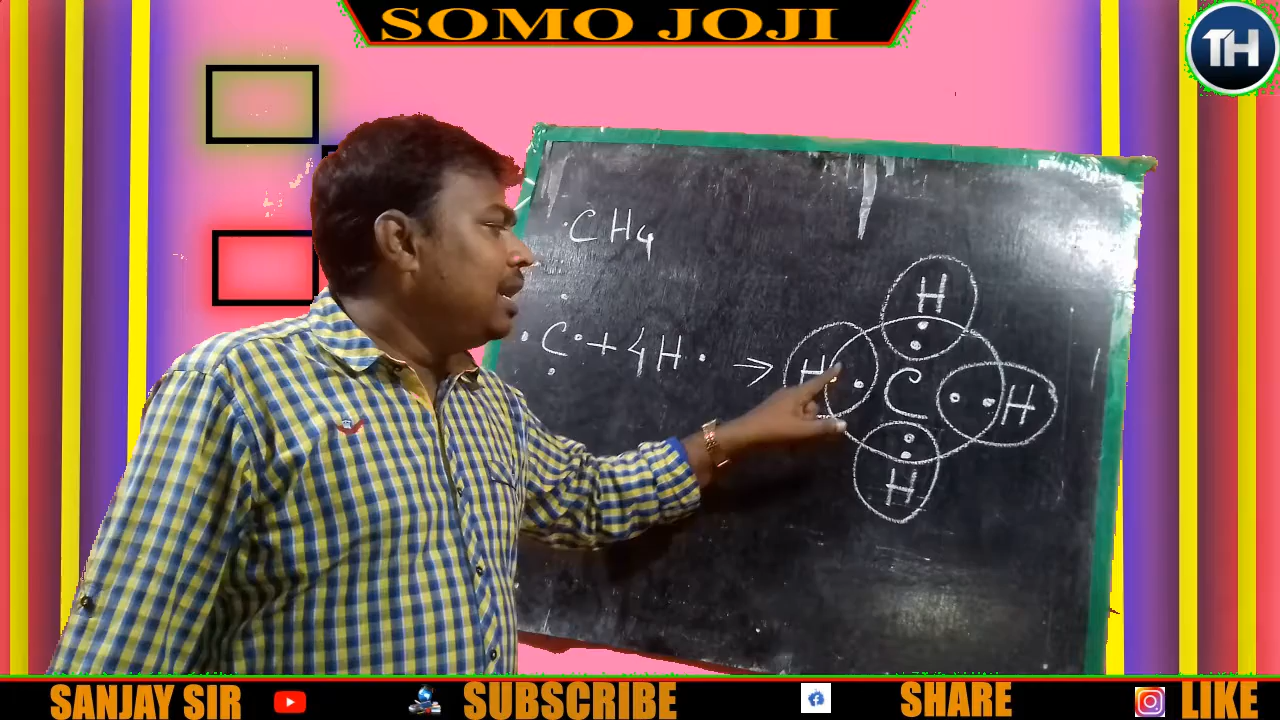 SOMO JOJI
TH
CH4
C + 4H →
H
H C H
H
SANJAY SIR SUBSCRIBE SHARE LIKE